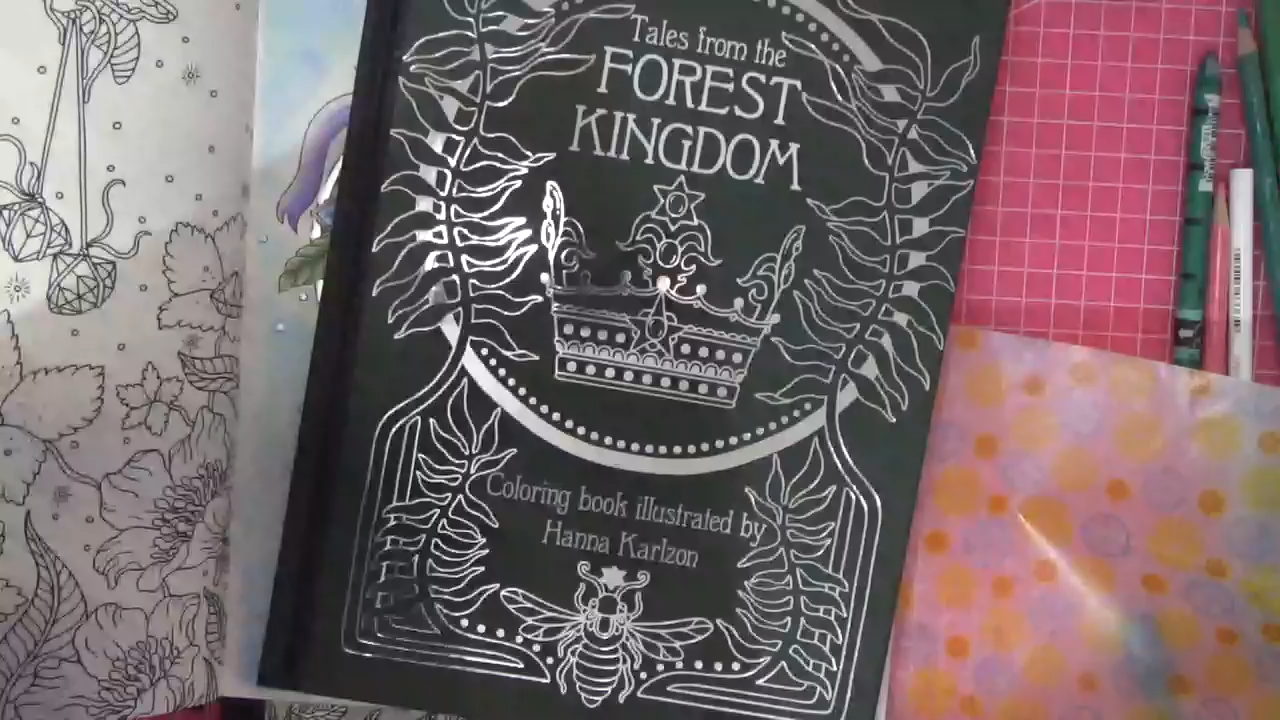 Tales from the
FOREST
KINGDOM
Coloring book illustrated by
Hanna Karlzon